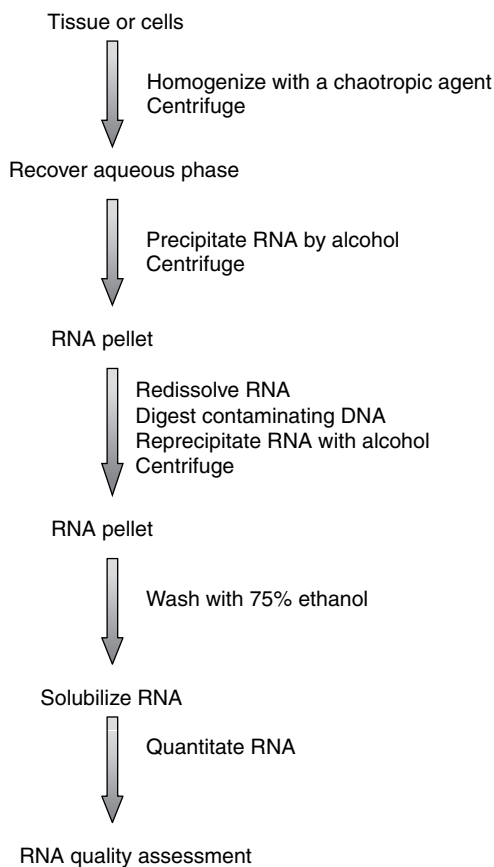 Tissue or cells
Homogenize with a chaotropic agent
Centrifuge
Recover aqueous phase
Precipitate RNA by alcohol
Centrifuge
RNA pellet
Redissolve RNA
Digest contaminating DNA
Reprecipitate RNA with alcohol
Centrifuge
RNA pellet
Wash with 75% ethanol
Solubilize RNA
Quantitate RNA
RNA quality assessment